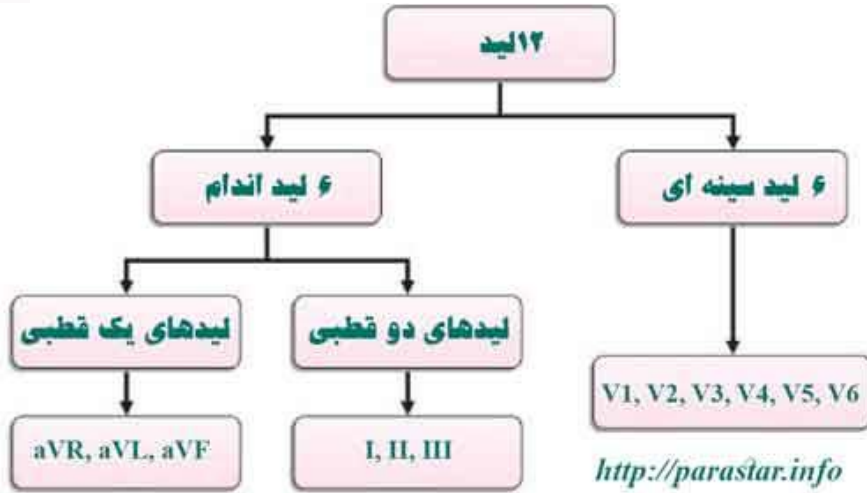 ۱۲لید
۶ لید اندام
۶ لید سینه ای
لیدهای یک قطبی
لیدهای دو قطبی
aVR, aVL, aVF
I, II, III
V1, V2, V3, V4, V5, V6
http://parastar.info